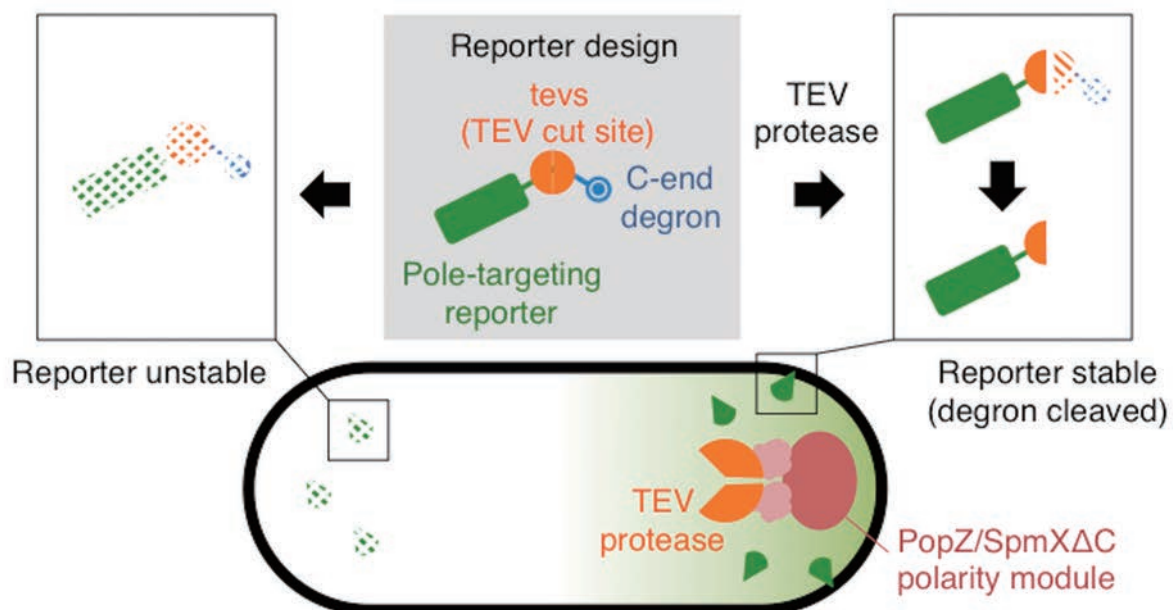 Reporter design
tevs
(TEV cut site)
C-end
degron
Pole-targeting
reporter
TEV
protease
Reporter unstable
Reporter stable
(degron cleaved)
TEV
protease
PopZ/SpmXΔC
polarity module